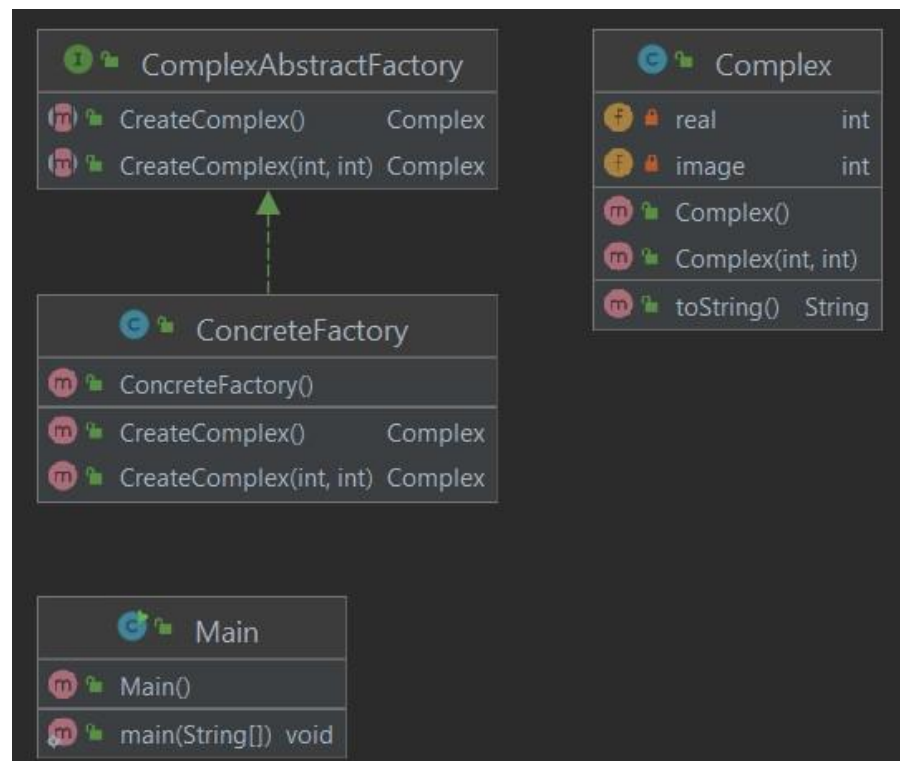 ComplexAbstractFactory
CreateComplex() Complex
CreateComplex(int, int) Complex
ConcreteFactory
ConcreteFactory()
CreateComplex() Complex
CreateComplex(int, int) Complex
Main
Main()
main(String[]) void
Complex
real int
image int
Complex()
Complex(int, int)
toString() String